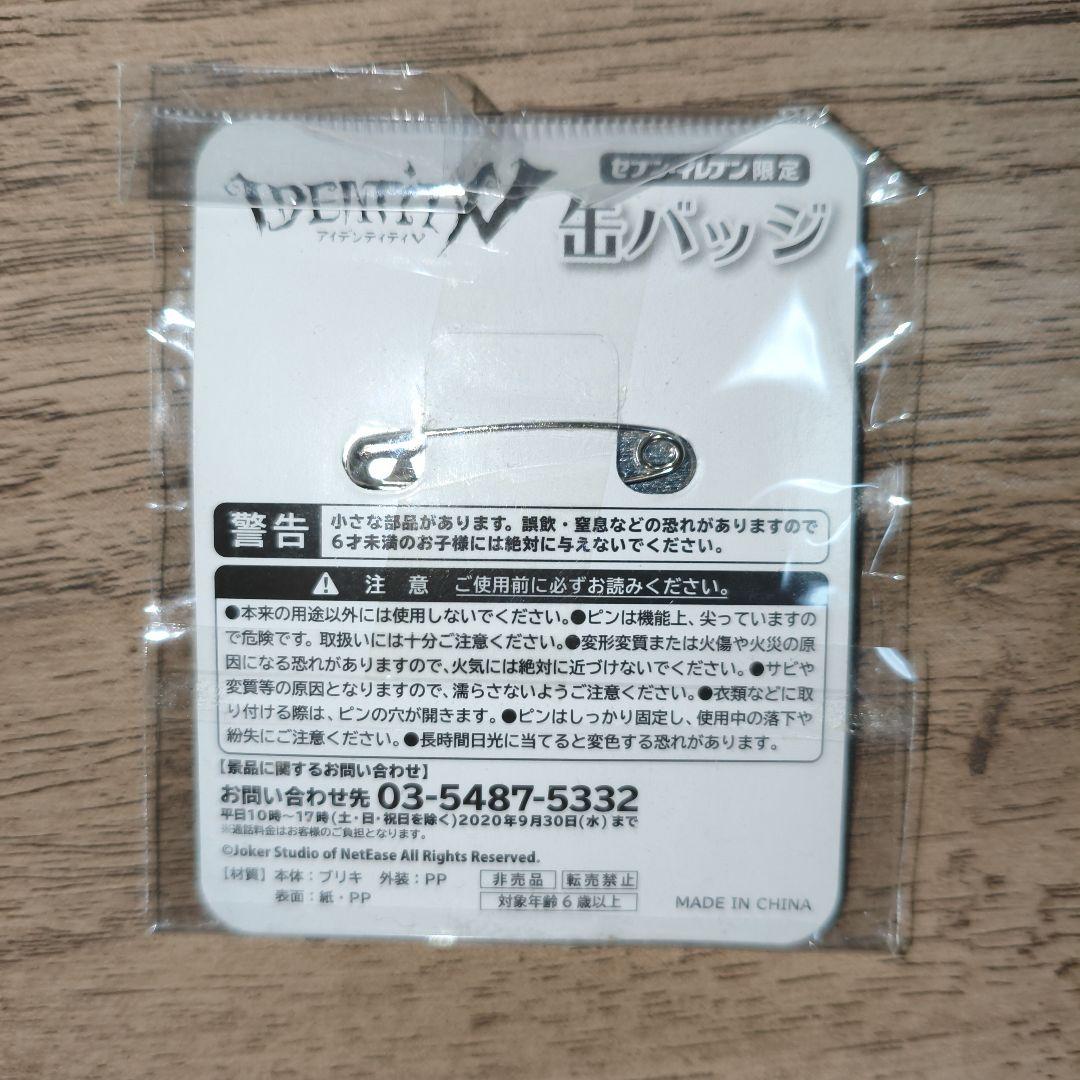 セブン-イレブン限定
IDENTITY V
アイデンティティV
缶バッジ
警告
小さな部品があります。誤飲・窒息などの恐れがありますので
6才未満のお子様には絶対に与えないでください。
注意 ご使用前に必ずお読みください。
●本来の用途以外には使用しないでください。●ピンは機能上、尖っていますの
で危険です。取扱いには十分ご注意ください。●変形変質または火傷や火災の原
因になる恐れがありますので、火気には絶対に近づけないでください。●サビや
変質等の原因となりますので、濡らさないようご注意ください。●衣類などに取
り付ける際は、ピンの穴が開きます。●ピンはしっかり固定し、使用中の落下や
紛失にご注意ください。●長時間日光に当てると変色する恐れがあります。
【景品に関するお問い合わせ】
お問い合わせ先 03-5487-5332
平日10時〜17時(土・日・祝日を除く)2020年9月30日(水)まで
※通話料金はお客様のご負担となります。
©Joker Studio of NetEase All Rights Reserved.
【材質】本体：ブリキ 外装：PP
表面：紙・PP
非売品 転売禁止
対象年齢6歳以上
MADE IN CHINA